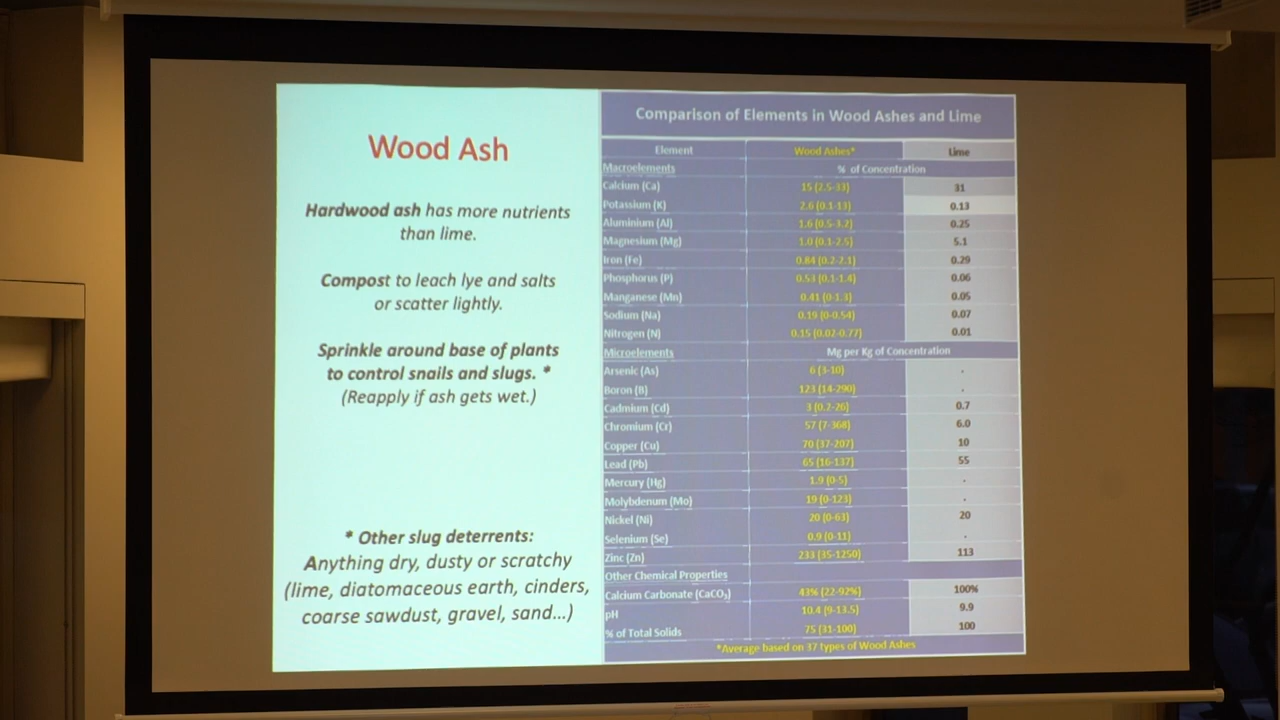 Wood Ash
Hardwood ash has more nutrients
than lime.
Compost to leach lye and salts
or scatter lightly.
Sprinkle around base of plants
to control snails and slugs. *
(Reapply if ash gets wet.)
* Other slug deterrents:
Anything dry, dusty or scratchy
(lime, diatomaceous earth, cinders,
coarse sawdust, gravel, sand...)
Comparison of Elements in Wood Ashes and Lime
Element Wood Ashes* Lime
Macroelements % of Concentration
Calcium (Ca) 15 (2.5-33) 31
Potassium (K) 2.6 (0.1-13) 0.13
Aluminium (Al) 1.6 (0.5-3.2) 0.25
Magnesium (Mg) 1.0 (0.1-2.5) 5.1
Iron (Fe) 0.84 (0.2-2.1) 0.29
Phosphorus (P) 0.53 (0.1-1.4) 0.06
Manganese (Mn) 0.41 (0-1.3) 0.05
Sodium (Na) 0.19 (0-0.54) 0.07
Nitrogen (N) 0.15 (0.02-0.77) 0.01
Microelements Mg per Kg of Concentration
Arsenic (As) 6 (3-10) .
Boron (B) 123 (14-290) .
Cadmium (Cd) 3 (0.2-26) 0.7
Chromium (Cr) 57 (7-368) 6.0
Copper (Cu) 70 (37-207) 10
Lead (Pb) 65 (16-137) 55
Mercury (Hg) 1.9 (0-5) .
Molybdenum (Mo) 19 (0-123) .
Nickel (Ni) 20 (0-63) 20
Selenium (Se) 0.9 (0-11) .
Zinc (Zn) 233 (35-1250) 113
Other Chemical Properties
Calcium Carbonate (CaCO₃) 43% (22-92%) 100%
pH 10.4 (9-13.5) 9.9
% of Total Solids 75 (31-100) 100
*Average based on 37 types of Wood Ashes